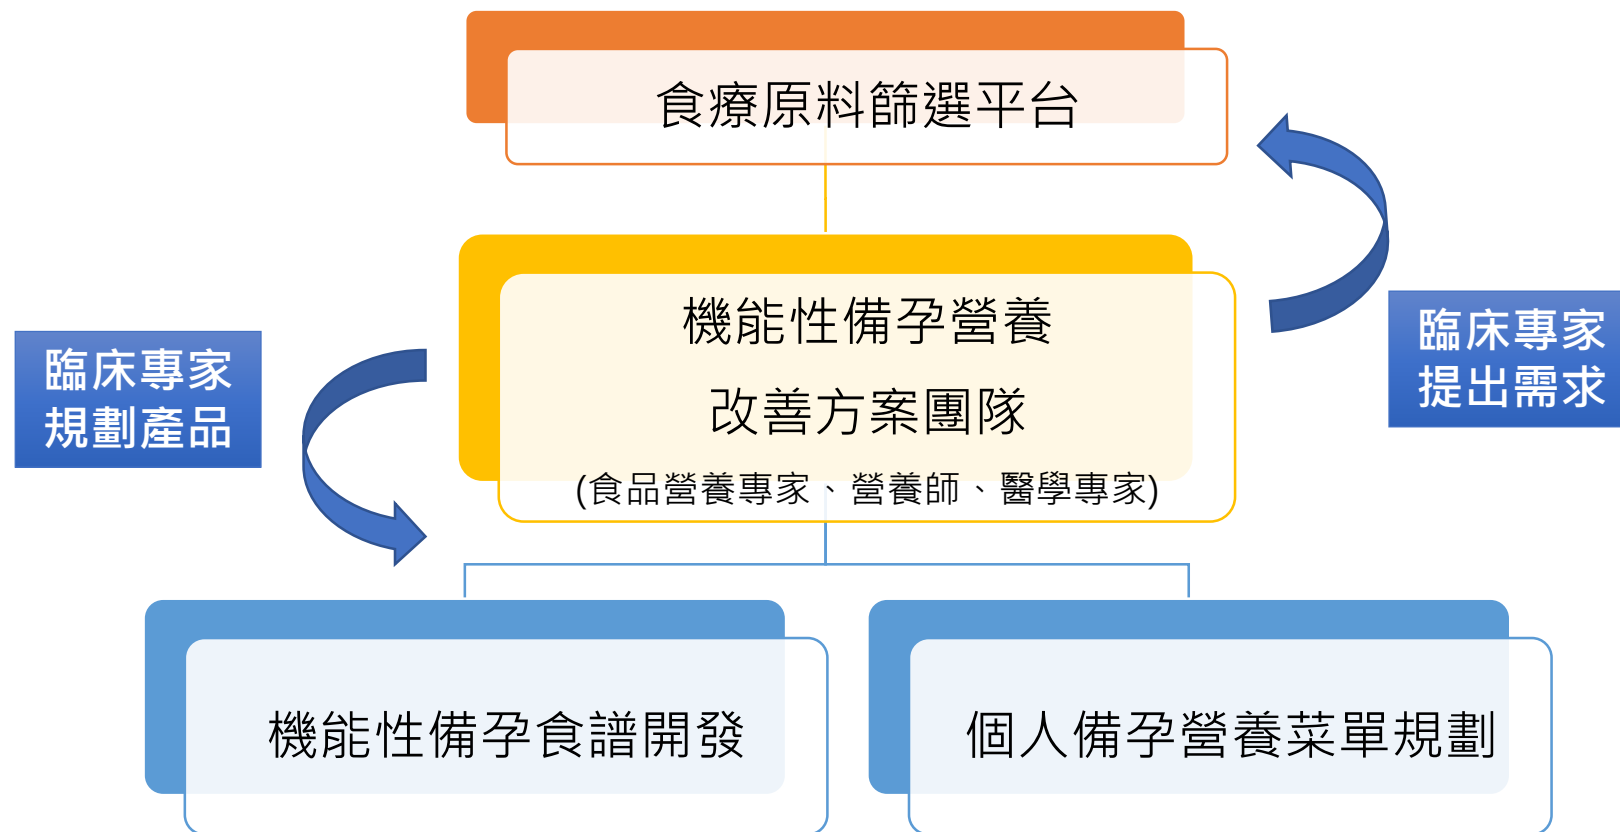 食療原料篩選平台
機能性備孕營養
改善方案團隊
(食品營養專家、營養師、醫學專家)
臨床專家
規劃產品
臨床專家
提出需求
機能性備孕食譜開發
個人備孕營養菜單規劃